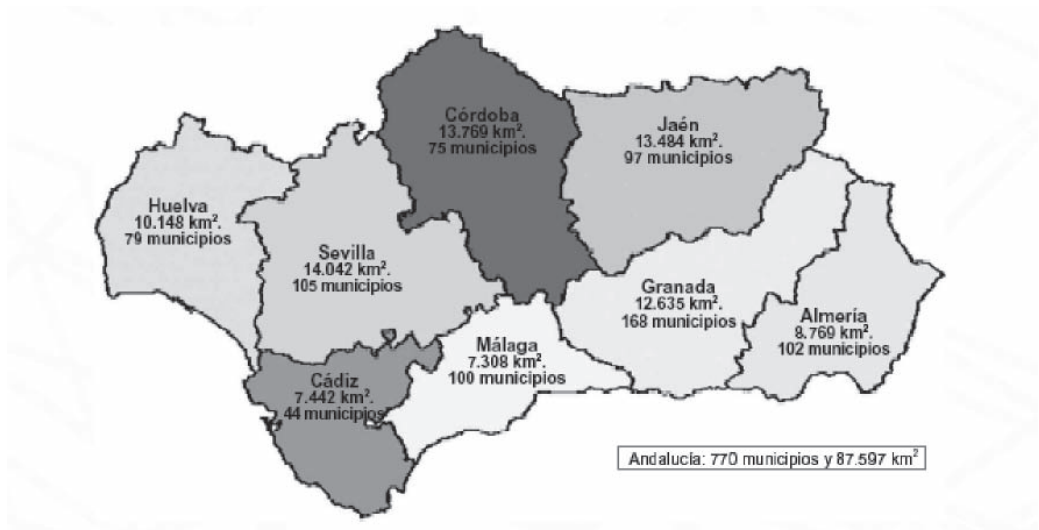 Córdoba
13.769 km².
75 municipios
Jaén
13.484 km².
97 municipios
Huelva
10.148 km².
79 municipios
Sevilla
14.042 km².
105 municipios
Granada
12.635 km².
168 municipios
Almería
8.769 km².
102 municipios
Málaga
7.308 km².
100 municipios
Cádiz
7.442 km².
44 municipios
Andalucía: 770 municipios y 87.597 km²